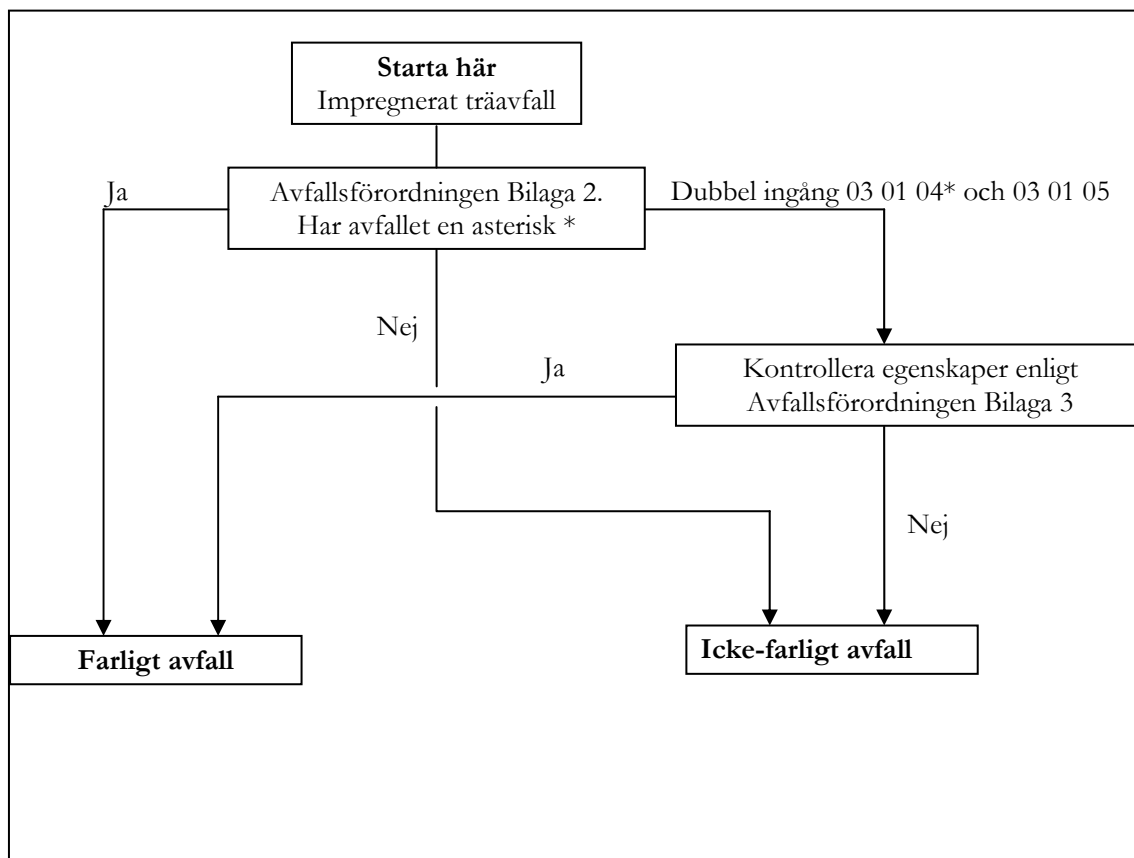 Starta här
Impregnerat träavfall
Ja
Avfallsförordningen Bilaga 2.
Har avfallet en asterisk *
Dubbel ingång 03 01 04* och 03 01 05
Nej
Ja
Kontrollera egenskaper enligt
Avfallsförordningen Bilaga 3
Nej
Farligt avfall
Icke-farligt avfall